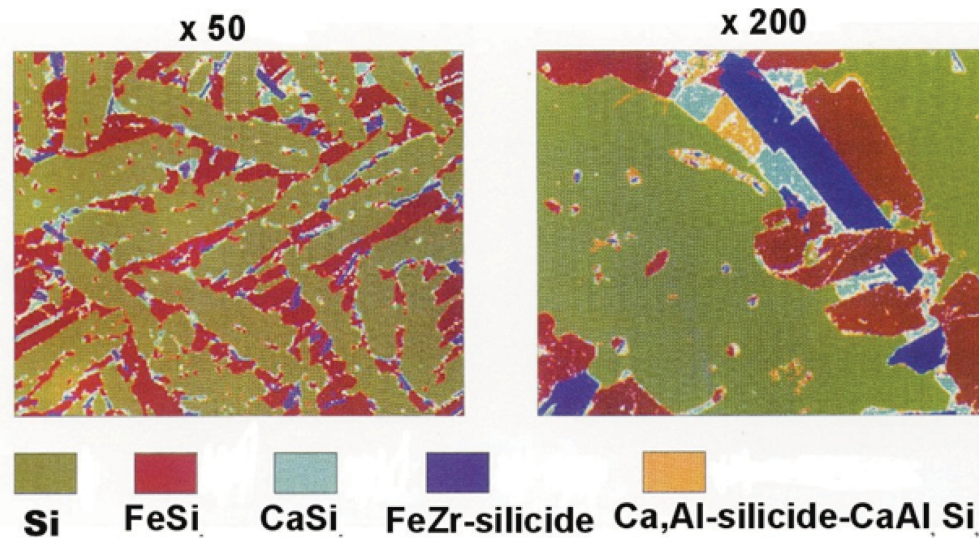 x 50
x 200
Si
FeSi
CaSi
FeZr-silicide
Ca,Al-silicide-CaAl Si